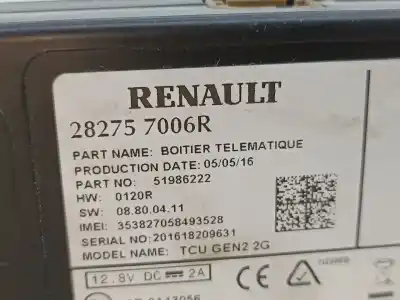 RENAULT
28275 7006R
PART NAME: BOITIER TELEMATIQUE
PRODUCTION DATE: 05/05/16
PART NO: 51986222
HW: 0120R
SW: 08.80.04.11
IMEI: 353827058493528
SERIAL NO: 201618209631
MODEL NAME: TCU GEN2 2G
12.8V DC 2A
CE